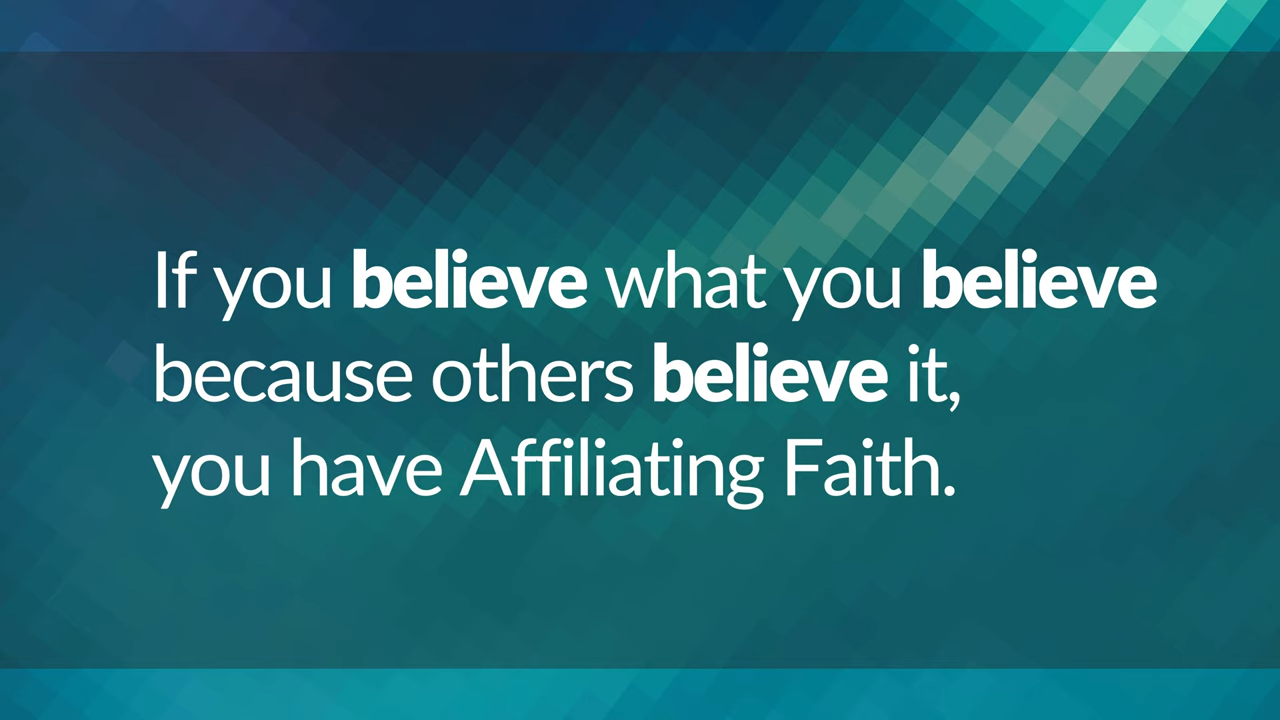 If you believe what you believe
because others believe it,
you have Affiliating Faith.